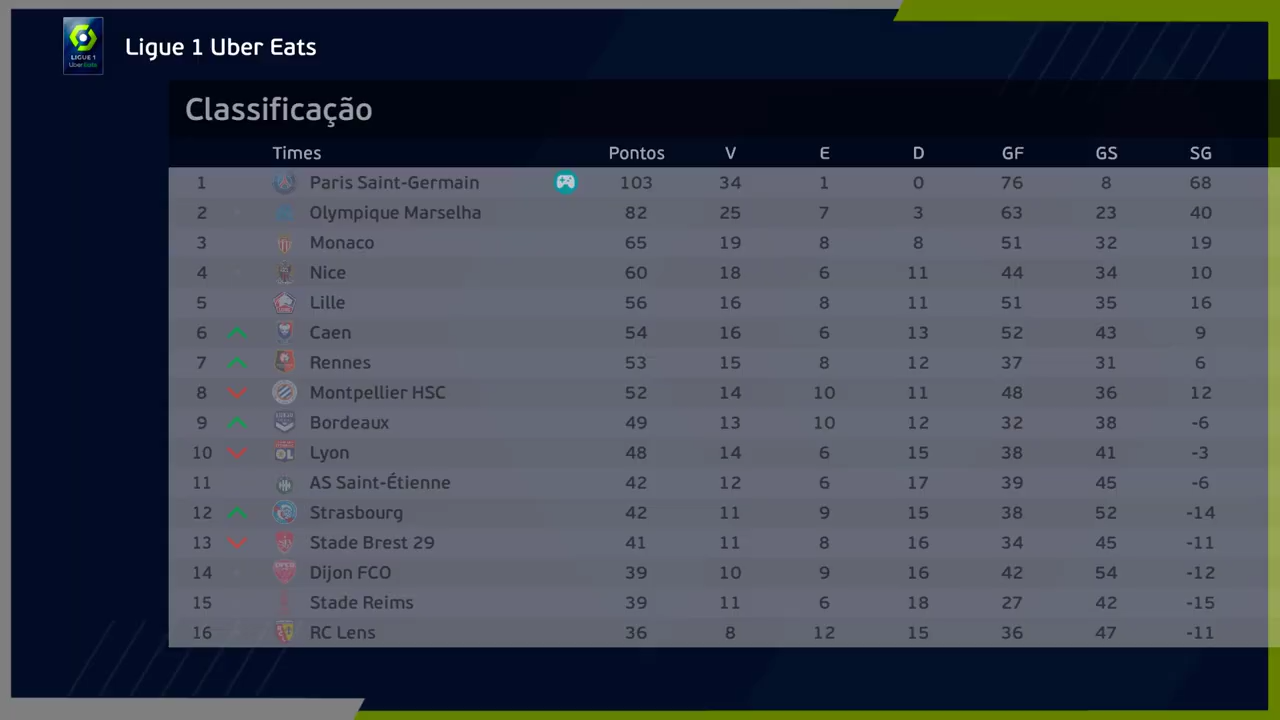 LIGUE 1
Uber Eats
Ligue 1 Uber Eats
Classificação
Times Pontos V E D GF GS SG
1 Paris Saint-Germain 103 34 1 0 76 8 68
2 Olympique Marselha 82 25 7 3 63 23 40
3 Monaco 65 19 8 8 51 32 19
4 Nice 60 18 6 11 44 34 10
5 Lille 56 16 8 11 51 35 16
6 Caen 54 16 6 13 52 43 9
7 Rennes 53 15 8 12 37 31 6
8 Montpellier HSC 52 14 10 11 48 36 12
9 Bordeaux 49 13 10 12 32 38 -6
10 Lyon 48 14 6 15 38 41 -3
11 AS Saint-Étienne 42 12 6 17 39 45 -6
12 Strasbourg 42 11 9 15 38 52 -14
13 Stade Brest 29 41 11 8 16 34 45 -11
14 Dijon FCO 39 10 9 16 42 54 -12
15 Stade Reims 39 11 6 18 27 42 -15
16 RC Lens 36 8 12 15 36 47 -11